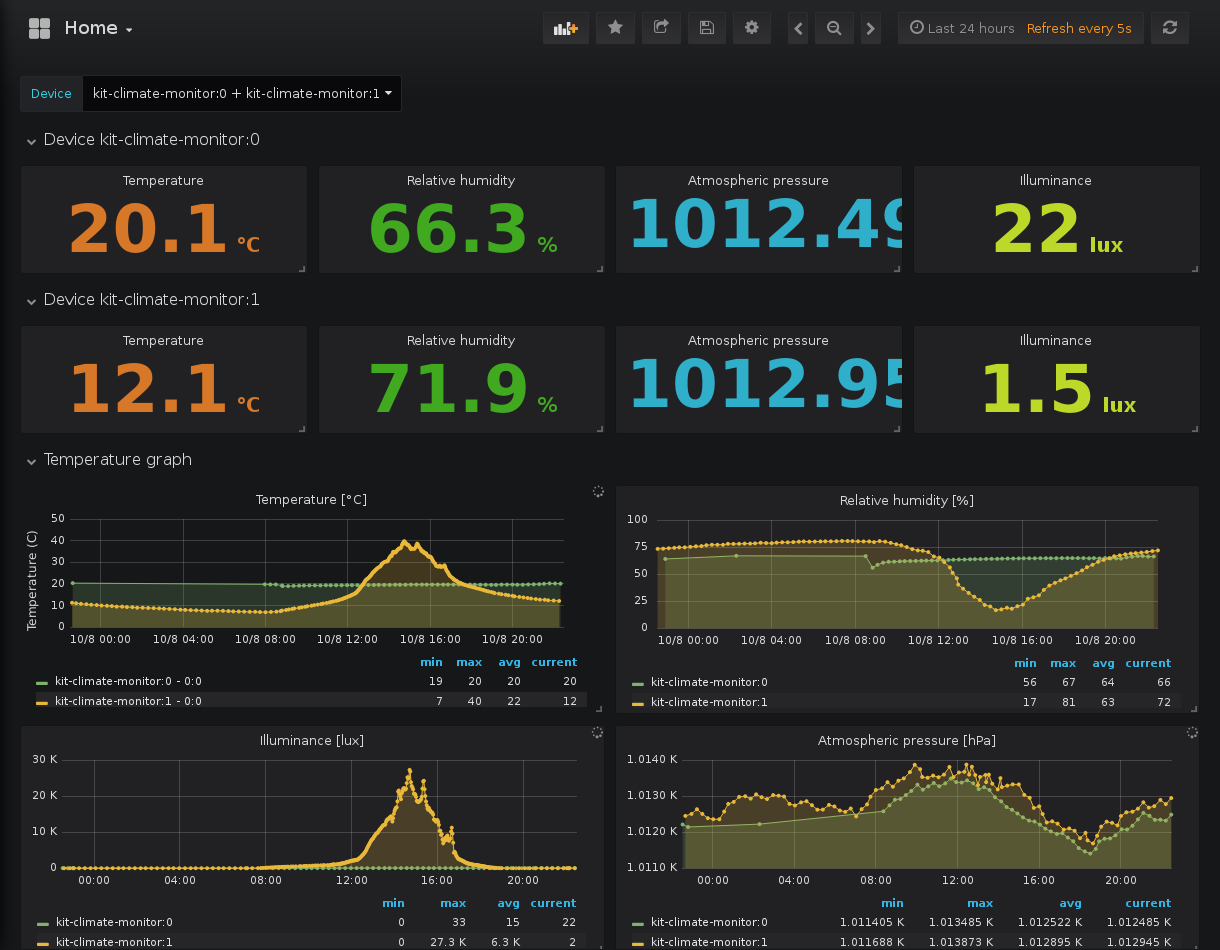 Home
Last 24 hours Refresh every 5s
Device kit-climate-monitor:0 + kit-climate-monitor:1
Device kit-climate-monitor:0
Temperature Relative humidity Atmospheric pressure Illuminance
20.1 °C 66.3 % 1012.49 22 lux
Device kit-climate-monitor:1
Temperature Relative humidity Atmospheric pressure Illuminance
12.1 °C 71.9 % 1012.95 1.5 lux
Temperature graph
Temperature [°C]
Temperature (C)
50
40
30
20
10
0
10/8 00:00 10/8 04:00 10/8 08:00 10/8 12:00 10/8 16:00 10/8 20:00
min max avg current
kit-climate-monitor:0 - 0:0 19 20 20 20
kit-climate-monitor:1 - 0:0 7 40 22 12
Relative humidity [%]
100
75
50
25
0
10/8 00:00 10/8 04:00 10/8 08:00 10/8 12:00 10/8 16:00 10/8 20:00
min max avg current
kit-climate-monitor:0 56 67 64 66
kit-climate-monitor:1 17 81 63 72
Illuminance [lux]
30 K
20 K
10 K
0
00:00 04:00 08:00 12:00 16:00 20:00
min max avg current
kit-climate-monitor:0 0 33 15 22
kit-climate-monitor:1 0 27.3 K 6.3 K 2
Atmospheric pressure [hPa]
1.0140 K
1.0130 K
1.0120 K
1.0110 K
00:00 04:00 08:00 12:00 16:00 20:00
min max avg current
kit-climate-monitor:0 1.011405 K 1.013485 K 1.012522 K 1.012485 K
kit-climate-monitor:1 1.011688 K 1.013873 K 1.012895 K 1.012945 K